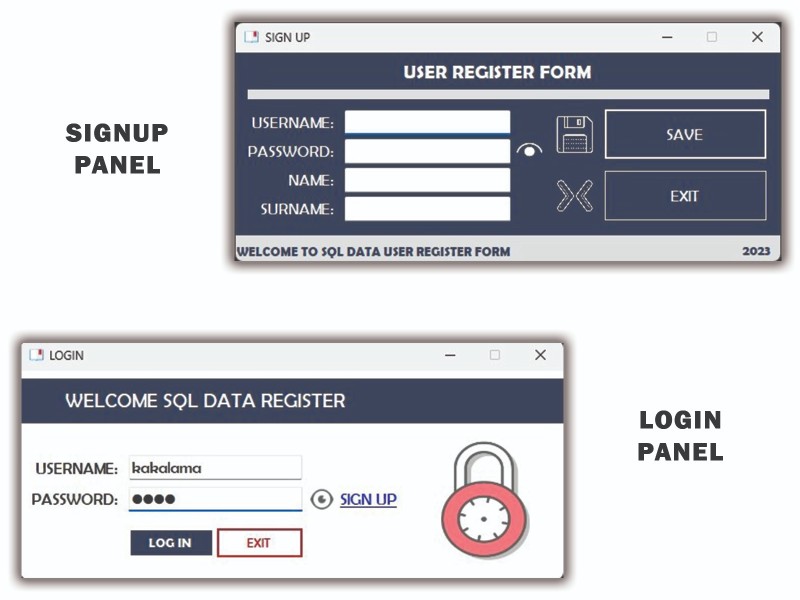 SIGN UP
USER REGISTER FORM
SIGNUP
PANEL
USERNAME:
PASSWORD:
NAME:
SURNAME:
SAVE
EXIT
WELCOME TO SQL DATA USER REGISTER FORM 2023
LOGIN
WELCOME SQL DATA REGISTER
USERNAME: kakalama
PASSWORD: ●●●● SIGN UP
LOG IN EXIT
LOGIN
PANEL